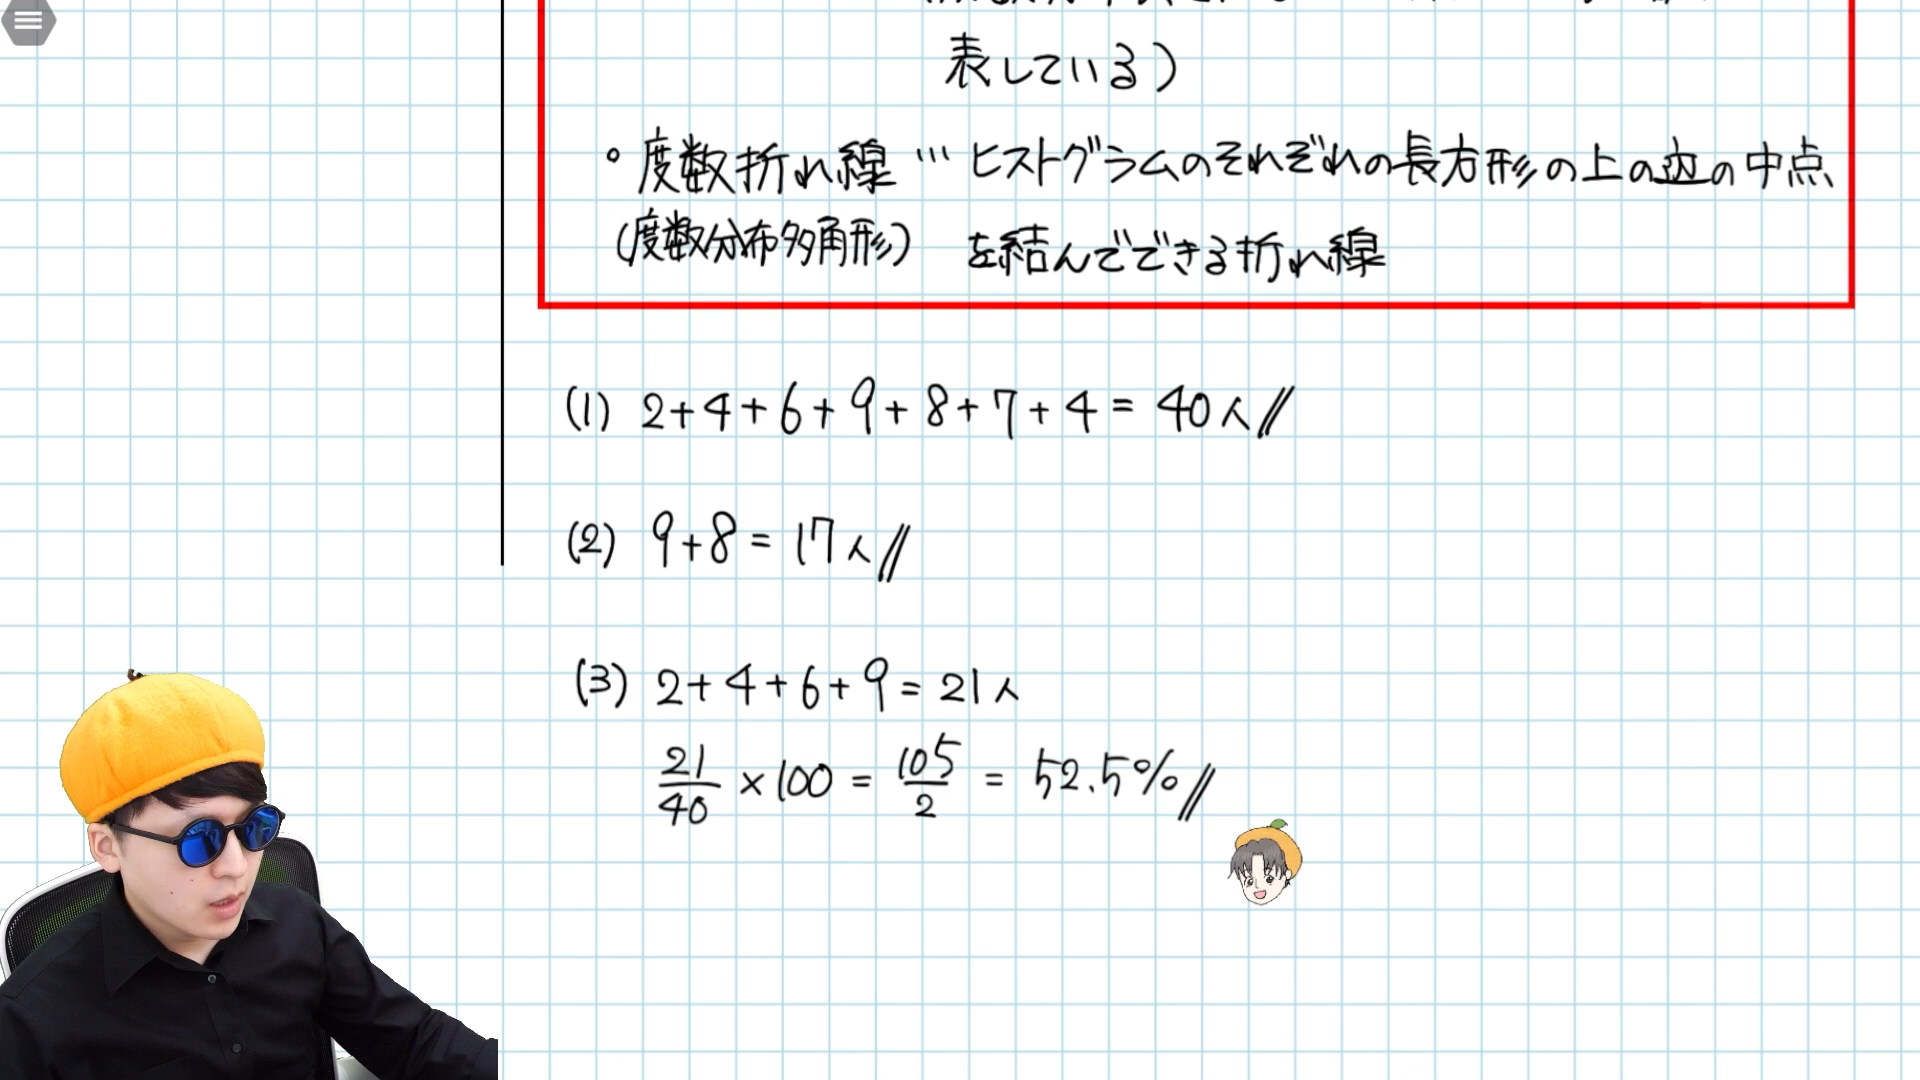 表している)
○ 度数折れ線 … ヒストグラムのそれぞれの長方形の上の辺の中点
(度数分布多角形) を結んでできる折れ線
(1) 2+4+6+9+8+7+4=40人//
(2) 9+8=17人//
(3) 2+4+6+9=21人
21/40 ×100 = 105/2 = 52.5%//